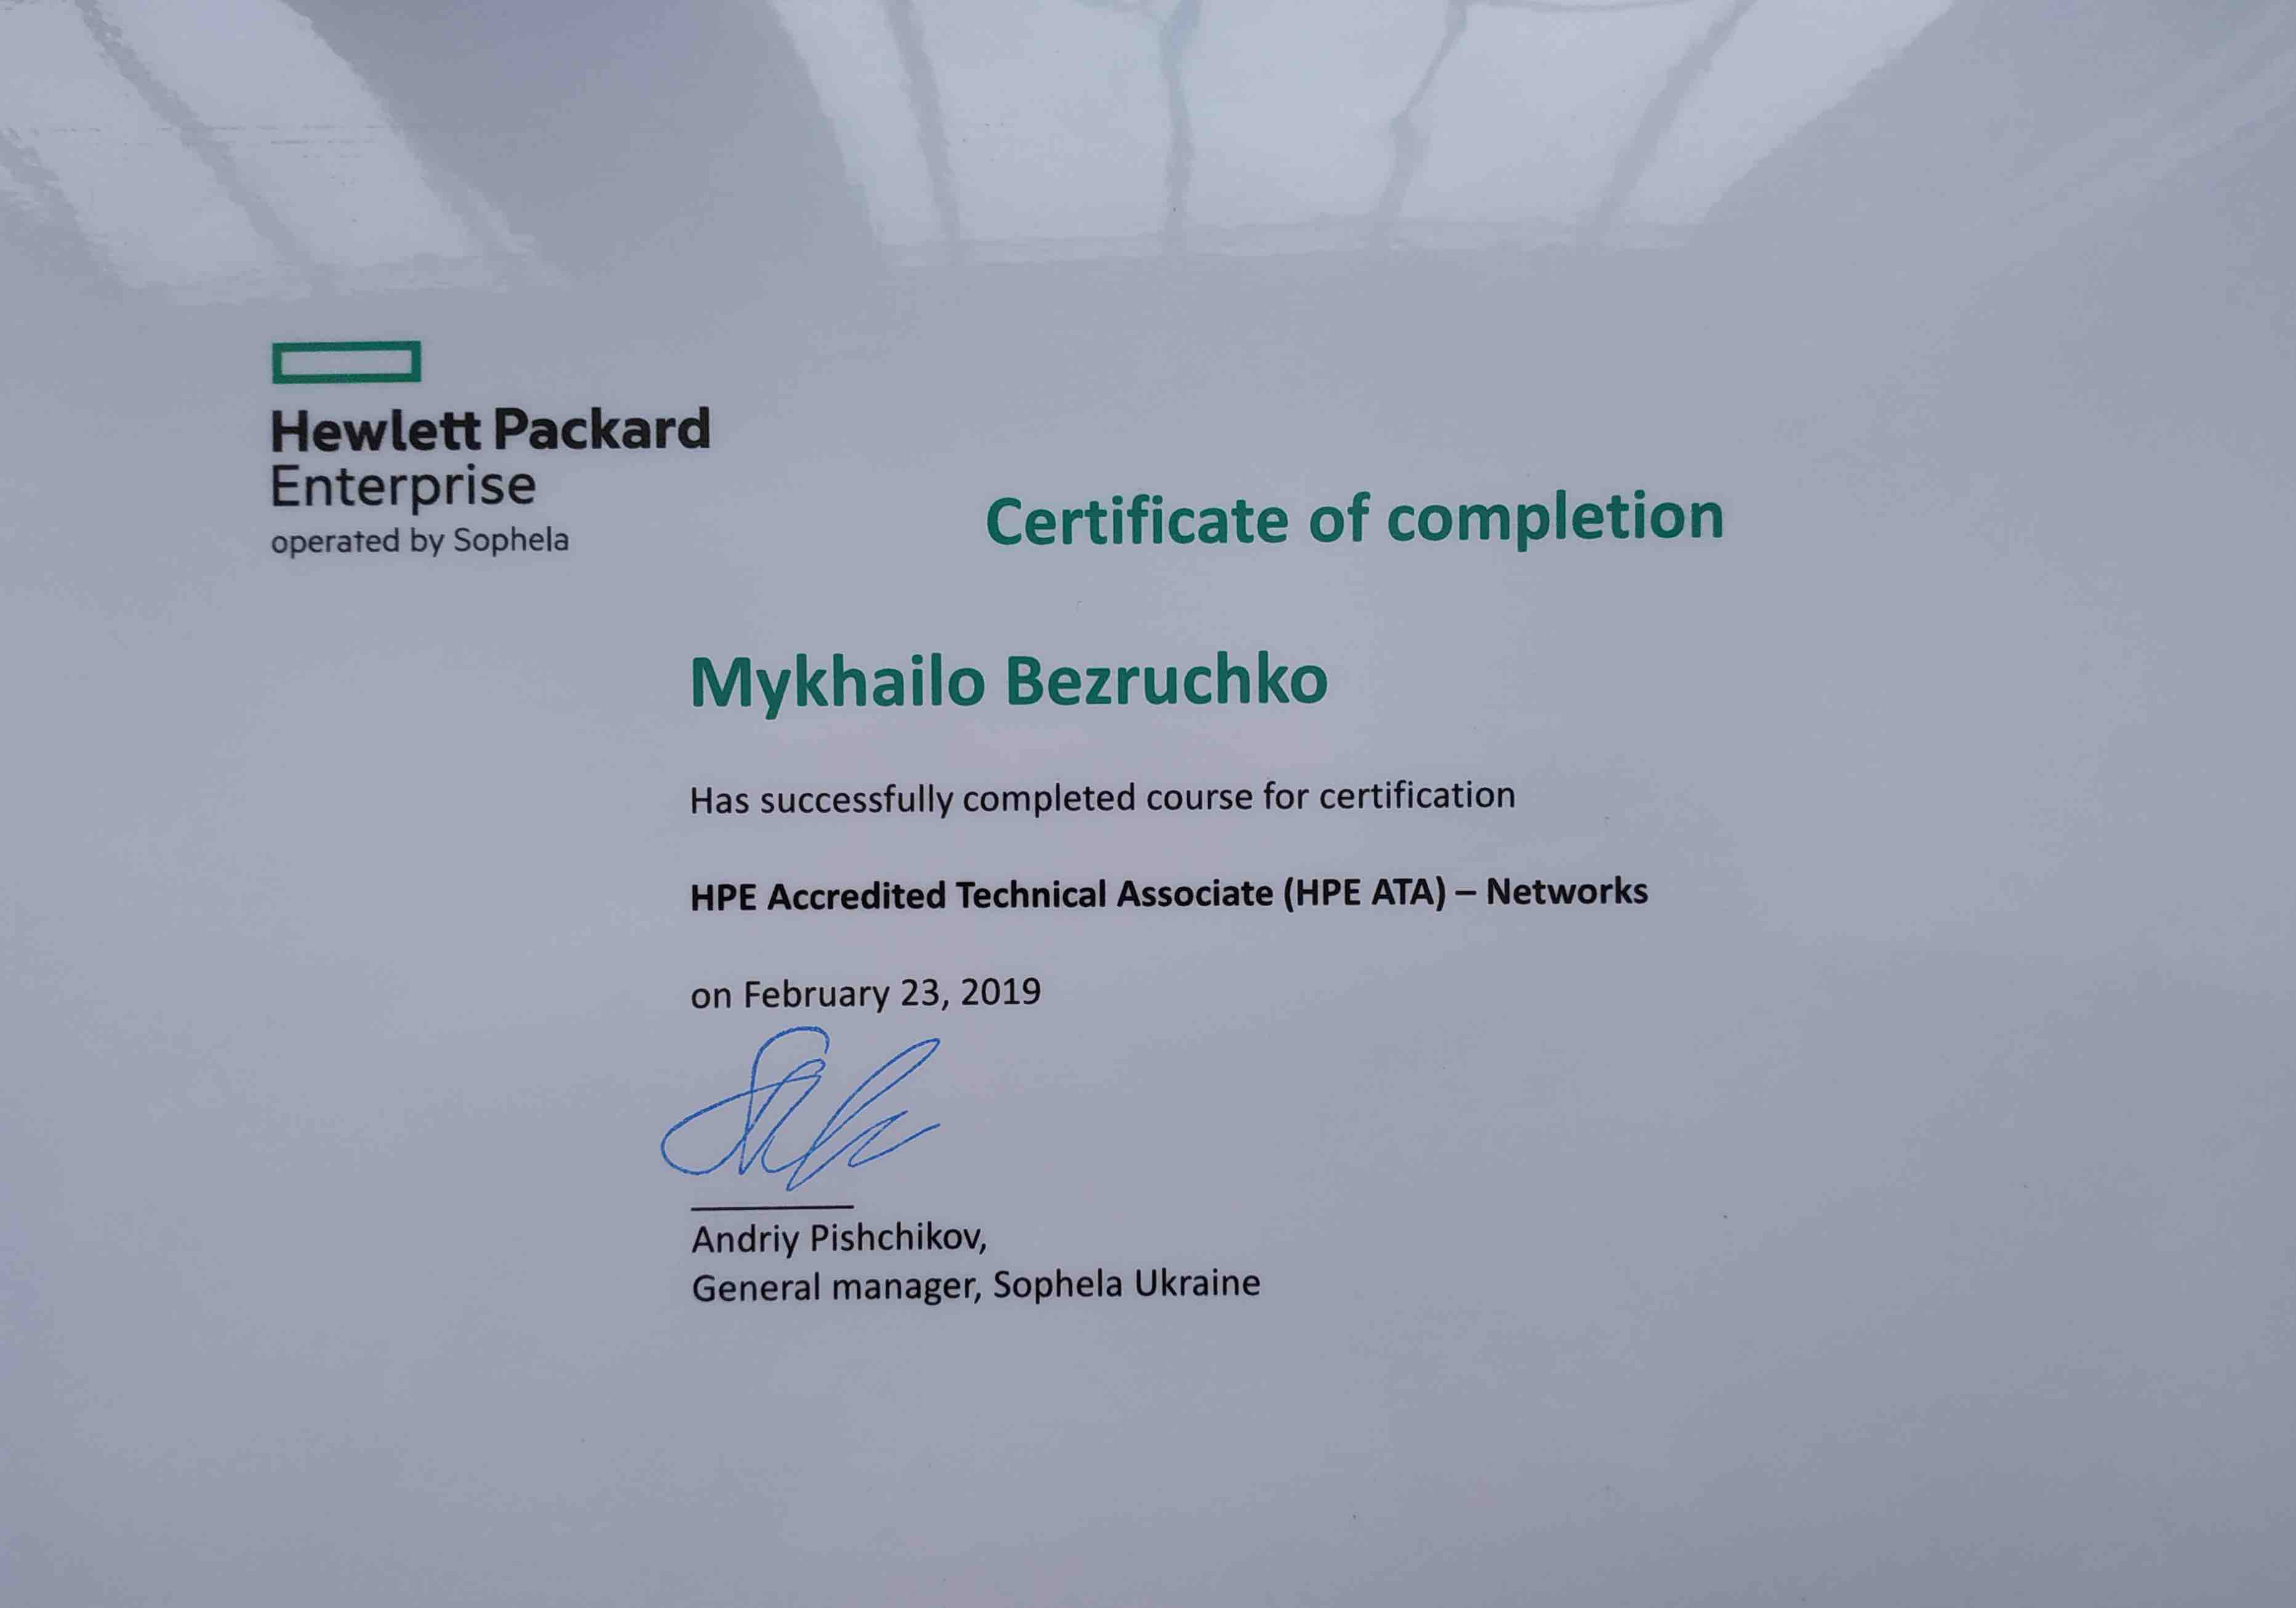 Hewlett Packard
Enterprise
operated by Sophela
Certificate of completion
Mykhailo Bezruchko
Has successfully completed course for certification
HPE Accredited Technical Associate (HPE ATA) – Networks
on February 23, 2019
Andriy Pishchikov,
General manager, Sophela Ukraine